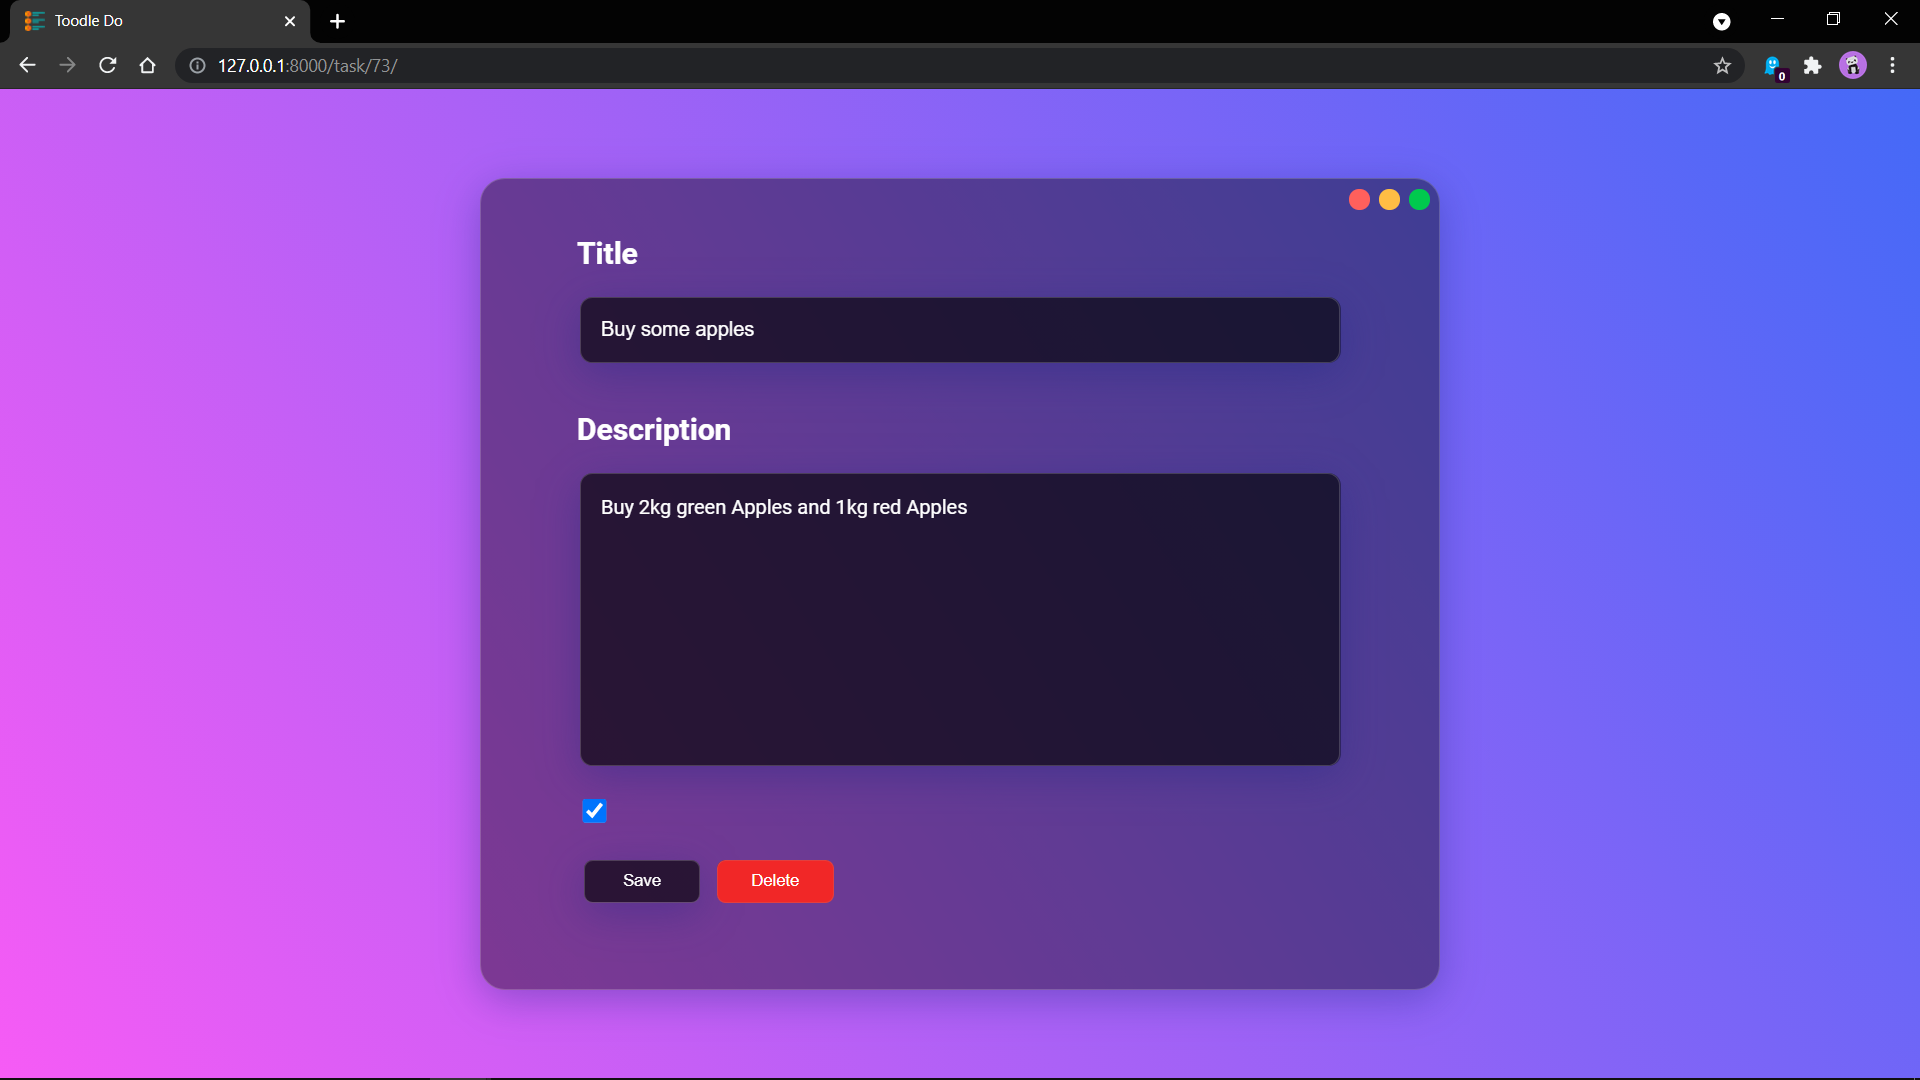 Toodle Do
127.0.0.1:8000/task/73/
0
Title
Buy some apples
Description
Buy 2kg green Apples and 1kg red Apples
Save Delete